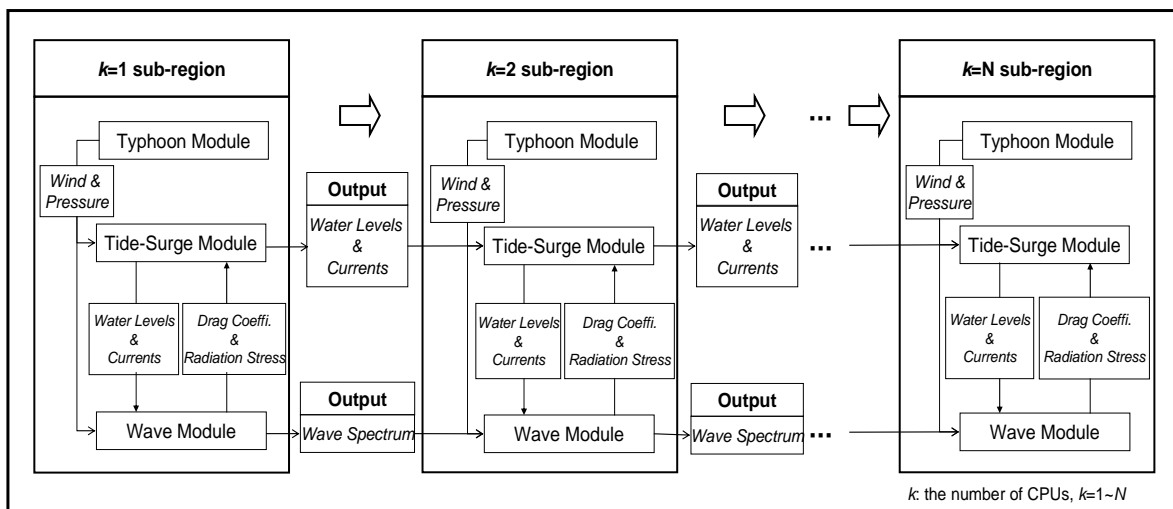 k=1 sub-region
Typhoon Module
Wind &
Pressure
Tide-Surge Module
Water Levels
&
Currents
Drag Coeffi.
&
Radiation Stress
Wave Module
Output
Water Levels
&
Currents
Output
Wave Spectrum
k=2 sub-region
Typhoon Module
Wind &
Pressure
Tide-Surge Module
Water Levels
&
Currents
Drag Coeffi.
&
Radiation Stress
Wave Module
Output
Water Levels
&
Currents
Output
Wave Spectrum
...
...
...
k=N sub-region
Typhoon Module
Wind &
Pressure
Tide-Surge Module
Water Levels
&
Currents
Drag Coeffi.
&
Radiation Stress
Wave Module
k: the number of CPUs, k=1~N